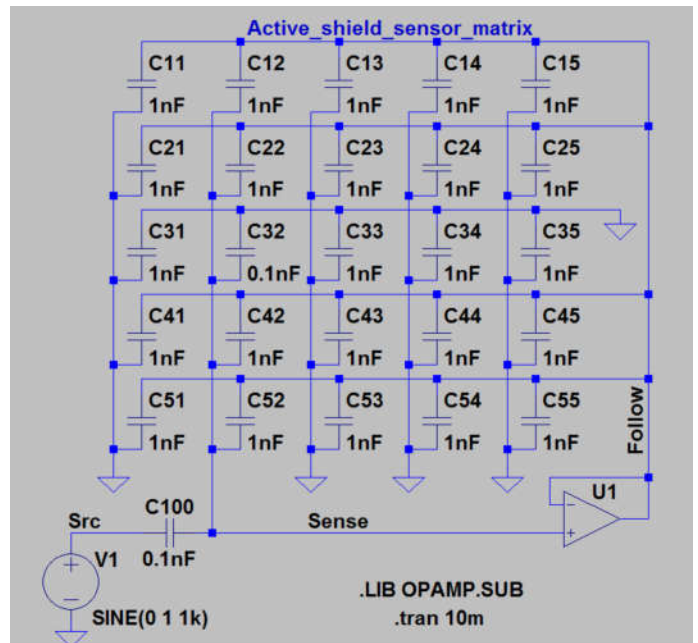 Active_shield_sensor_matrix
C11 C12 C13 C14 C15
1nF 1nF 1nF 1nF 1nF
C21 C22 C23 C24 C25
1nF 1nF 1nF 1nF 1nF
C31 C32 C33 C34 C35
1nF 0.1nF 1nF 1nF 1nF
C41 C42 C43 C44 C45
1nF 1nF 1nF 1nF 1nF
C51 C52 C53 C54 C55
1nF 1nF 1nF 1nF 1nF
Follow
U1
C100
Src
Sense
V1
0.1nF
.LIB OPAMP.SUB
SINE(0 1 1k)
.tran 10m